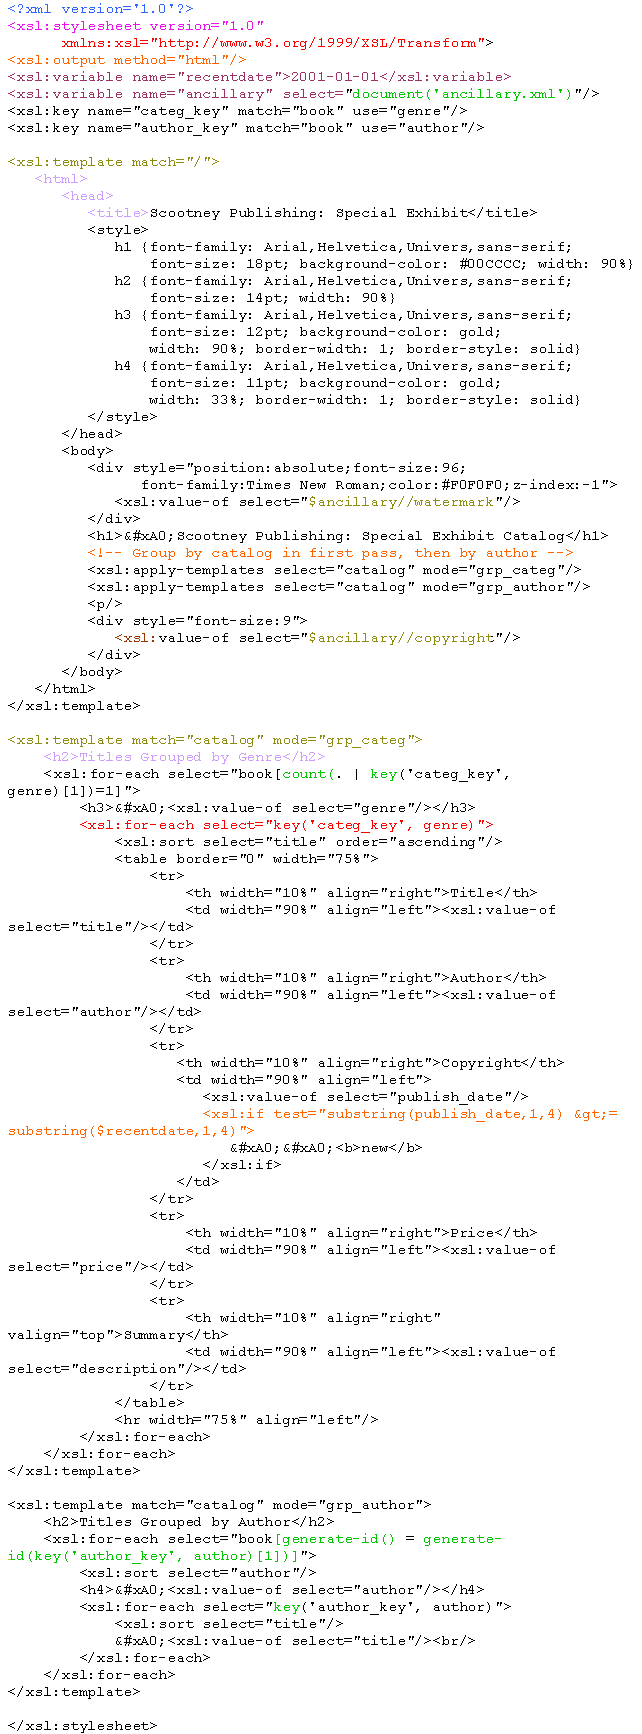 <?xml version='1.0'?>
<xsl:stylesheet version="1.0"
xmlns:xsl="http://www.w3.org/1999/XSL/Transform">
<xsl:output method="html"/>
<xsl:variable name="recentdate">2001-01-01</xsl:variable>
<xsl:variable name="ancillary" select="document('ancillary.xml')"/>
<xsl:key name="categ_key" match="book" use="genre"/>
<xsl:key name="author_key" match="book" use="author"/>
<xsl:template match="/">
<html>
<head>
<title>Scootney Publishing: Special Exhibit</title>
<style>
h1 {font-family: Arial,Helvetica,Univers,sans-serif;
font-size: 18pt; background-color: #00CCCC; width: 90%}
h2 {font-family: Arial,Helvetica,Univers,sans-serif;
font-size: 14pt; width: 90%}
h3 {font-family: Arial,Helvetica,Univers,sans-serif;
font-size: 12pt; background-color: gold;
width: 90%; border-width: 1; border-style: solid}
h4 {font-family: Arial,Helvetica,Univers,sans-serif;
font-size: 11pt; background-color: gold;
width: 33%; border-width: 1; border-style: solid}
</style>
</head>
<body>
<div style="position:absolute;font-size:96;
font-family:Times New Roman;color:#F0F0F0;z-index:-1">
<xsl:value-of select="$ancillary//watermark"/>
</div>
<h1>&#xA0;Scootney Publishing: Special Exhibit Catalog</h1>
<!-- Group by catalog in first pass, then by author -->
<xsl:apply-templates select="catalog" mode="grp_categ"/>
<xsl:apply-templates select="catalog" mode="grp_author"/>
<p/>
<div style="font-size:9">
<xsl:value-of select="$ancillary//copyright"/>
</div>
</body>
</html>
</xsl:template>
<xsl:template match="catalog" mode="grp_categ">
<h2>Titles Grouped by Genre</h2>
<xsl:for-each select="book[count(. | key('categ_key',
genre)[1])=1]">
<h3>&#xA0;<xsl:value-of select="genre"/></h3>
<xsl:for-each select="key('categ_key', genre)">
<xsl:sort select="title" order="ascending"/>
<table border="0" width="75%">
<tr>
<th width="10%" align="right">Title</th>
<td width="90%" align="left"><xsl:value-of
select="title"/></td>
</tr>
<tr>
<th width="10%" align="right">Author</th>
<td width="90%" align="left"><xsl:value-of
select="author"/></td>
</tr>
<tr>
<th width="10%" align="right">Copyright</th>
<td width="90%" align="left">
<xsl:value-of select="publish_date"/>
<xsl:if test="substring(publish_date,1,4) &gt;=
substring($recentdate,1,4)">
&#xA0;&#xA0;<b>new</b>
</xsl:if>
</td>
</tr>
<tr>
<th width="10%" align="right">Price</th>
<td width="90%" align="left"><xsl:value-of
select="price"/></td>
</tr>
<tr>
<th width="10%" align="right"
valign="top">Summary</th>
<td width="90%" align="left"><xsl:value-of
select="description"/></td>
</tr>
</table>
<hr width="75%" align="left"/>
</xsl:for-each>
</xsl:for-each>
</xsl:template>
<xsl:template match="catalog" mode="grp_author">
<h2>Titles Grouped by Author</h2>
<xsl:for-each select="book[generate-id() = generate-
id(key('author_key', author)[1])]">
<xsl:sort select="author"/>
<h4>&#xA0;<xsl:value-of select="author"/></h4>
<xsl:for-each select="key('author_key', author)">
<xsl:sort select="title"/>
&#xA0;<xsl:value-of select="title"/><br/>
</xsl:for-each>
</xsl:for-each>
</xsl:template>
</xsl:stylesheet>